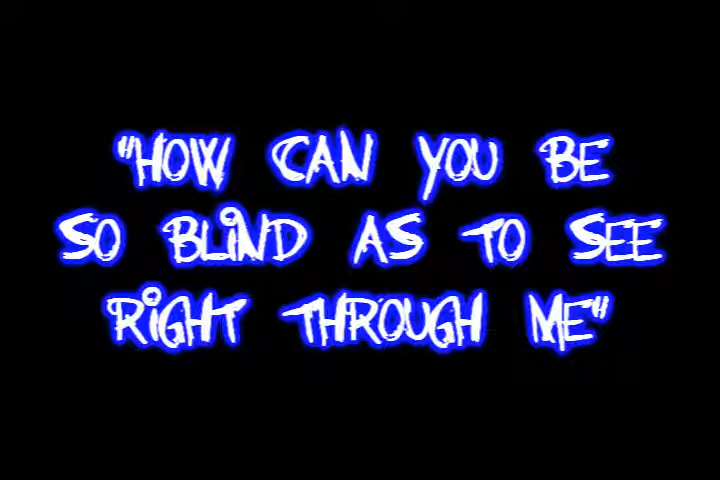 "HOW CAN YOU BE
SO BLiND AS TO SEE
RiGHT THROUGH ME"